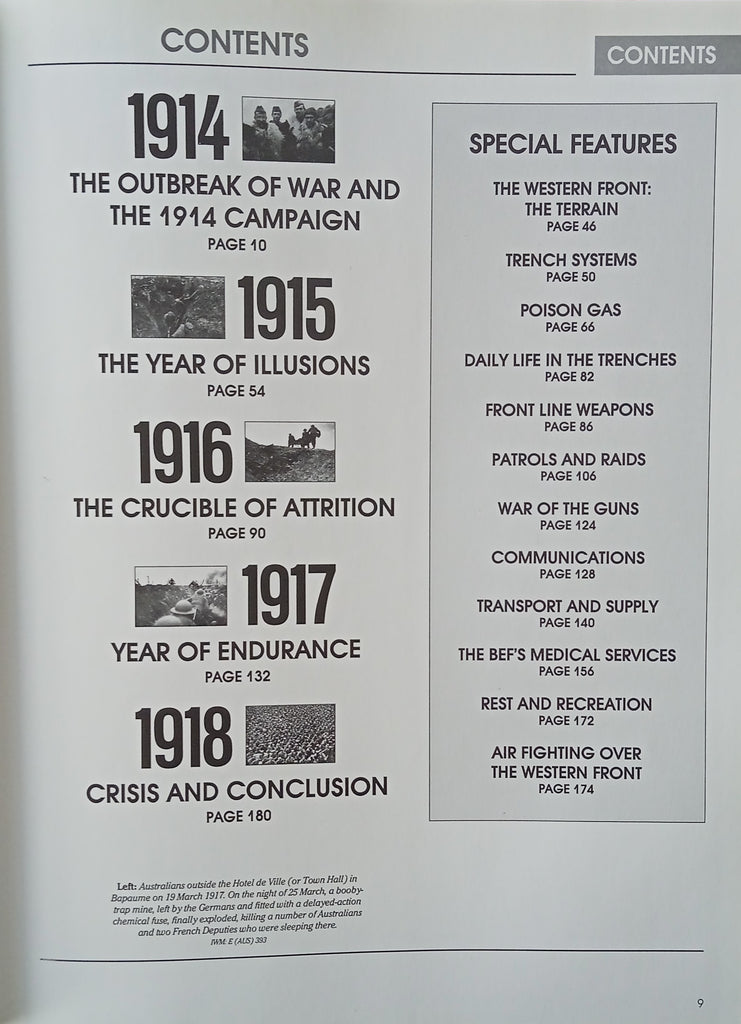 CONTENTS
CONTENTS
1914
THE OUTBREAK OF WAR AND
THE 1914 CAMPAIGN
PAGE 10
1915
THE YEAR OF ILLUSIONS
PAGE 54
1916
THE CRUCIBLE OF ATTRITION
PAGE 90
1917
YEAR OF ENDURANCE
PAGE 132
1918
CRISIS AND CONCLUSION
PAGE 180
Left: Australians outside the Hotel de Ville (or Town Hall) in
Bapaume on 19 March 1917. On the night of 25 March, a booby-
trap mine, left by the Germans and fitted with a delayed-action
chemical fuse, finally exploded, killing a number of Australians
and two French Deputies who were sleeping there.
IWM: E (AUS) 393
SPECIAL FEATURES
THE WESTERN FRONT:
THE TERRAIN
PAGE 46
TRENCH SYSTEMS
PAGE 50
POISON GAS
PAGE 66
DAILY LIFE IN THE TRENCHES
PAGE 82
FRONT LINE WEAPONS
PAGE 86
PATROLS AND RAIDS
PAGE 106
WAR OF THE GUNS
PAGE 124
COMMUNICATIONS
PAGE 128
TRANSPORT AND SUPPLY
PAGE 140
THE BEF'S MEDICAL SERVICES
PAGE 156
REST AND RECREATION
PAGE 172
AIR FIGHTING OVER
THE WESTERN FRONT
PAGE 174
9